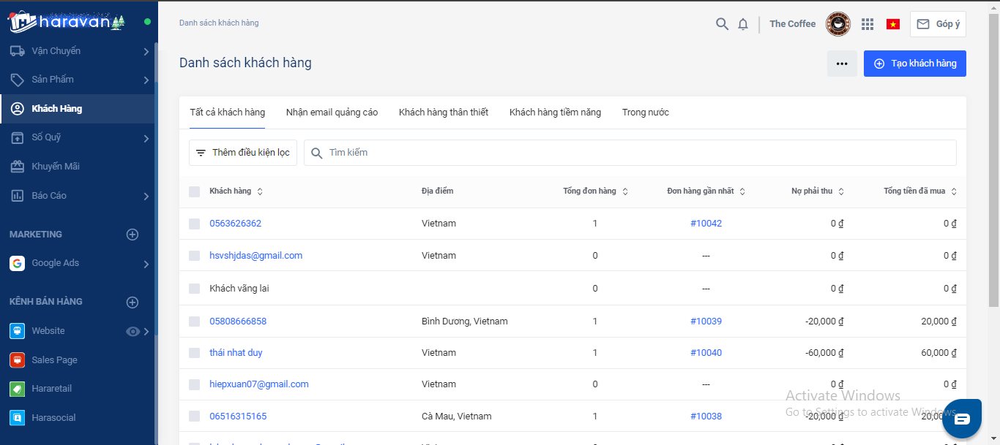 haravan
Vận Chuyển
Sản Phẩm
Khách Hàng
Số Quỹ
Khuyến Mãi
Báo Cáo
MARKETING
Google Ads
KÊNH BÁN HÀNG
Website
Sales Page
Hararetail
Harasocial
Danh sách khách hàng
The Coffee
Góp ý
Danh sách khách hàng
Tạo khách hàng
Tất cả khách hàng Nhận email quảng cáo Khách hàng thân thiết Khách hàng tiềm năng Trong nước
Thêm điều kiện lọc Tìm kiếm
Khách hàng Địa điểm Tổng đơn hàng Đơn hàng gần nhất Nợ phải thu Tổng tiền đã mua
0563626362 Vietnam 1 #10042 0 ₫ 0 ₫
hsvshjdas@gmail.com Vietnam 0 --- 0 ₫ 0 ₫
Khách vãng lai 0 --- 0 ₫ 0 ₫
05808666858 Bình Dương, Vietnam 1 #10039 -20,000 ₫ 20,000 ₫
thái nhat duy Vietnam 1 #10040 -60,000 ₫ 60,000 ₫
hiepxuan07@gmail.com Vietnam 0 --- 0 ₫ 0 ₫
06516315165 Cà Mau, Vietnam 1 #10038 -20,000 ₫
Activate Windows
Go to Settings to activate Windows.